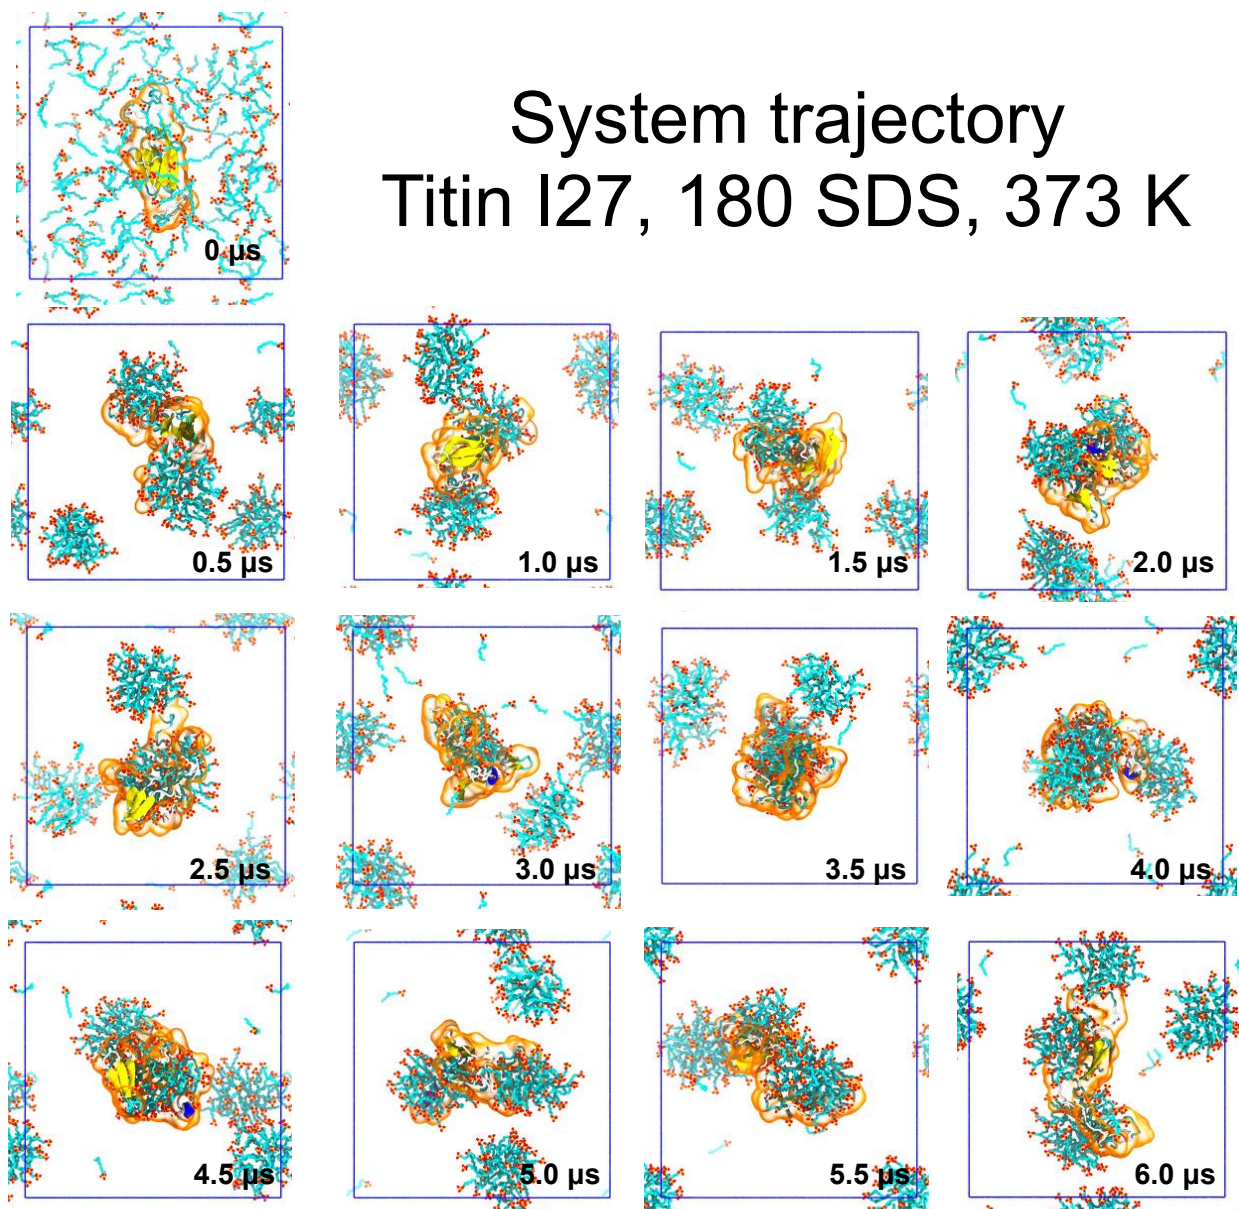 System trajectory
Titin I27, 180 SDS, 373 K
0 µs
0.5 µs
1.0 µs
1.5 µs
2.0 µs
2.5 µs
3.0 µs
3.5 µs
4.0 µs
4.5 µs
5.0 µs
5.5 µs
6.0 µs